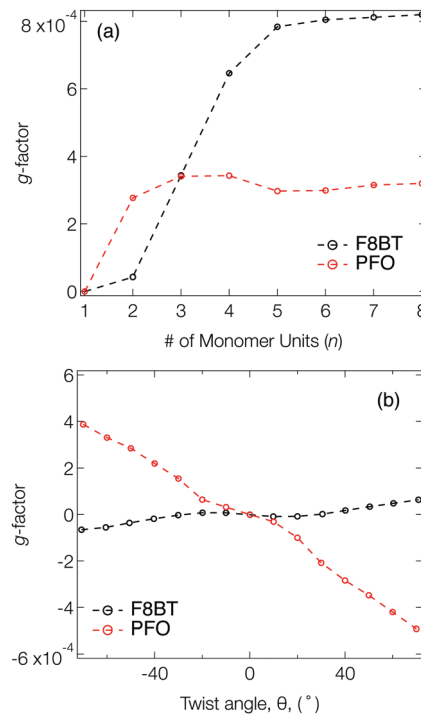 (a)
8 x10⁻⁴
6
4
2
0
g-factor
F8BT
PFO
1 2 3 4 5 6 7 8
# of Monomer Units (n)
(b)
6
4
2
0
-2
-4
-6 x10⁻⁴
g-factor
F8BT
PFO
-40 0 40
Twist angle, θ, (°)